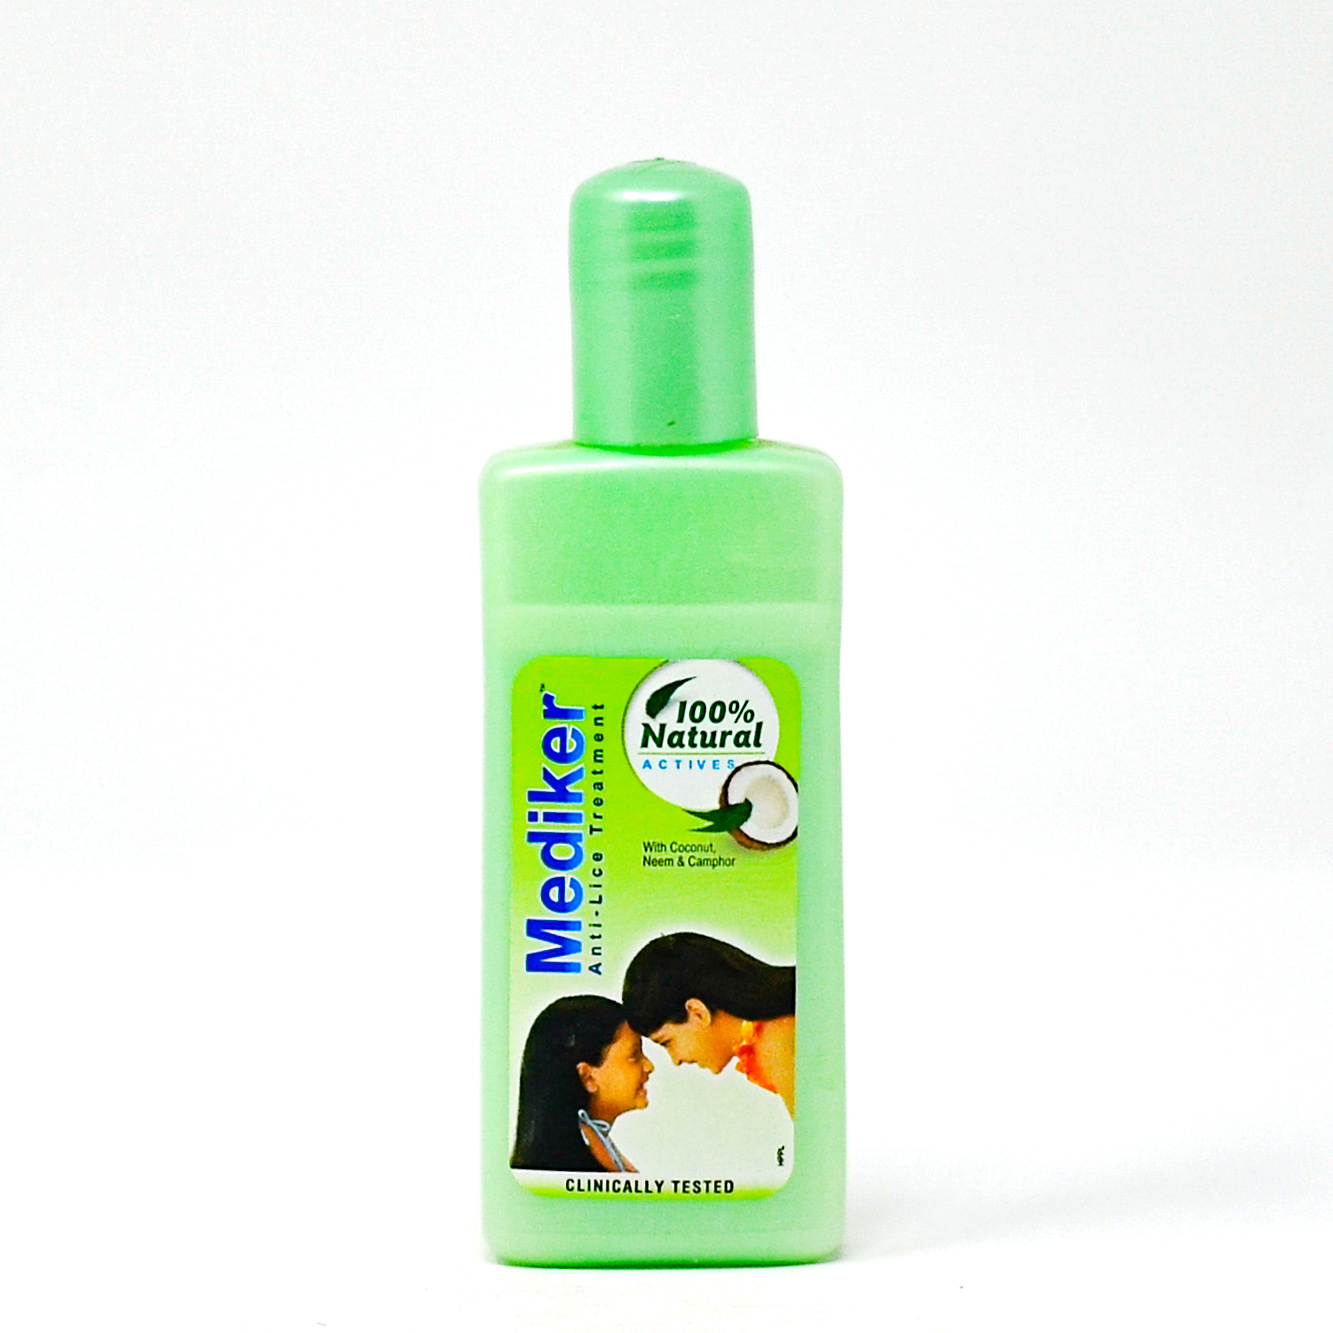 Mediker™
Anti-Lice Treatment
100%
Natural
ACTIVES
With Coconut,
Neem & Camphor
CLINICALLY TESTED